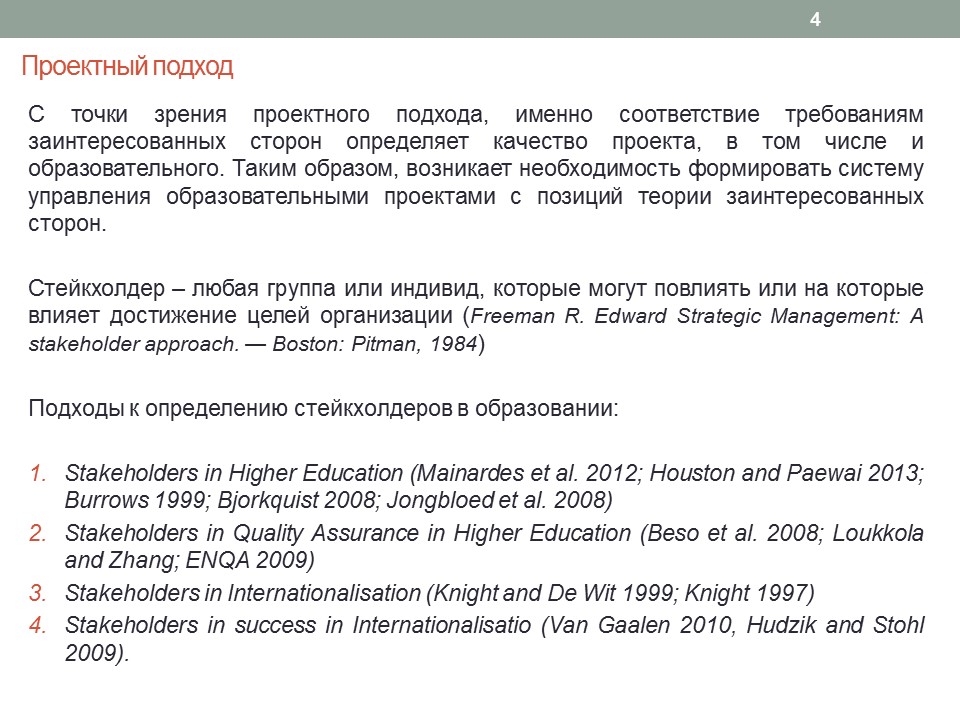 4
Проектный подход
С точки зрения проектного подхода, именно соответствие требованиям
заинтересованных сторон определяет качество проекта, в том числе и
образовательного. Таким образом, возникает необходимость формировать систему
управления образовательными проектами с позиций теории заинтересованных
сторон.
Стейкхолдер – любая группа или индивид, которые могут повлиять или на которые
влияет достижение целей организации (Freeman R. Edward Strategic Management: A
stakeholder approach. — Boston: Pitman, 1984)
Подходы к определению стейкхолдеров в образовании:
1. Stakeholders in Higher Education (Mainardes et al. 2012; Houston and Paewai 2013;
Burrows 1999; Bjorkquist 2008; Jongbloed et al. 2008)
2. Stakeholders in Quality Assurance in Higher Education (Beso et al. 2008; Loukkola
and Zhang; ENQA 2009)
3. Stakeholders in Internationalisation (Knight and De Wit 1999; Knight 1997)
4. Stakeholders in success in Internationalisatio (Van Gaalen 2010, Hudzik and Stohl
2009).